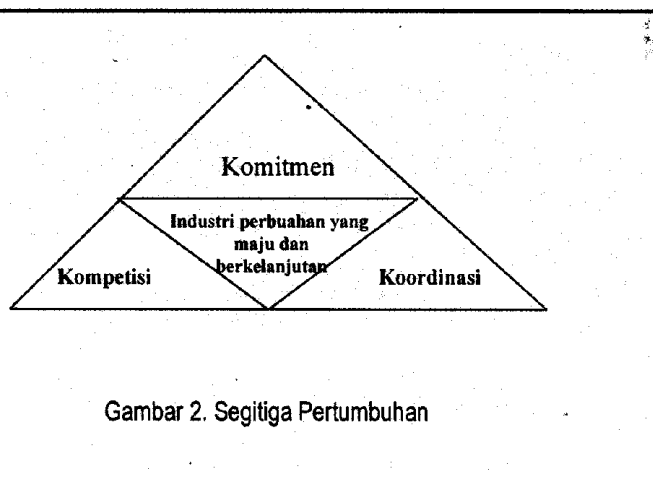 Komitmen
Industri perbuahan yang
maju dan
berkelanjutan
Kompetisi
Koordinasi
Gambar 2. Segitiga Pertumbuhan